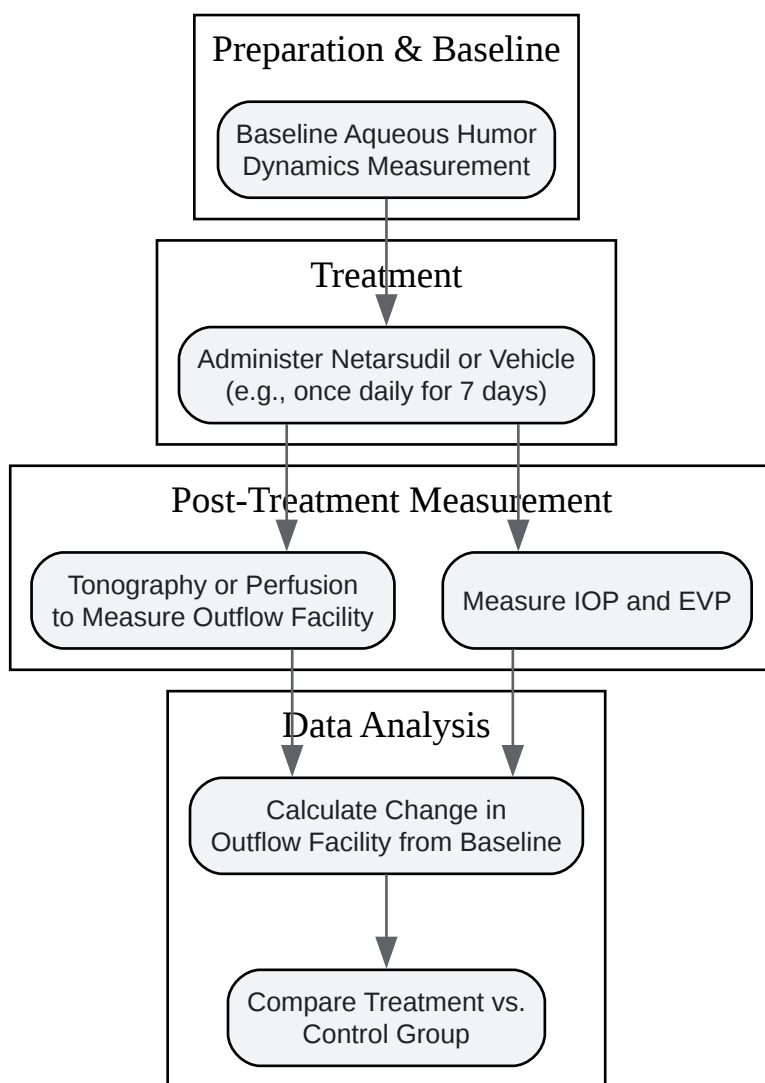 Preparation & Baseline
Baseline Aqueous Humor
Dynamics Measurement
Treatment
Administer Netarsudil or Vehicle
(e.g., once daily for 7 days)
Post-Treatment Measurement
Tonography or Perfusion
to Measure Outflow Facility
Measure IOP and EVP
Data Analysis
Calculate Change in
Outflow Facility from Baseline
Compare Treatment vs.
Control Group